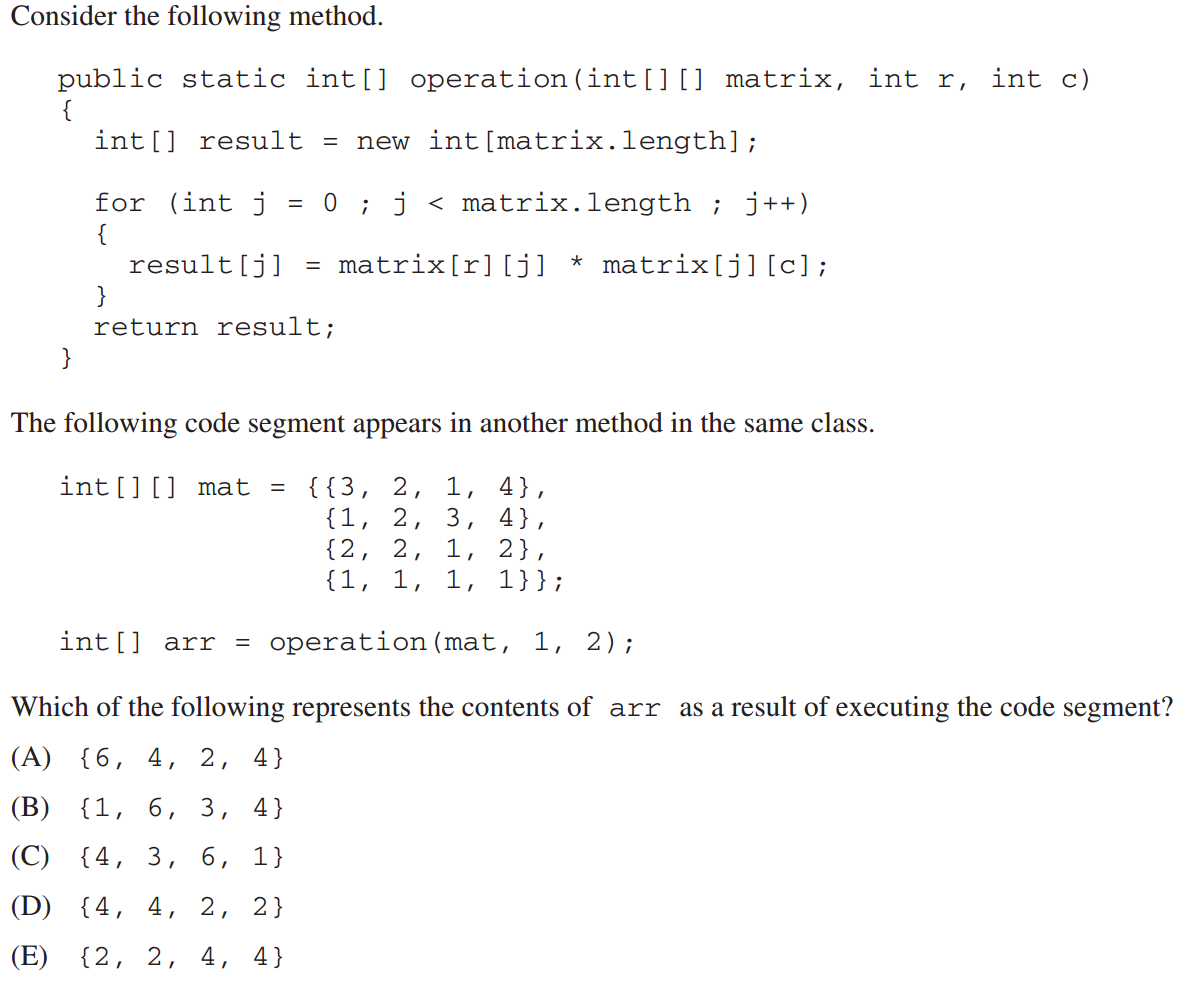 Consider the following method.
public static int[] operation(int[][] matrix, int r, int c)
{
int[] result = new int[matrix.length];
for (int j = 0 ; j < matrix.length ; j++)
{
result[j] = matrix[r][j] * matrix[j][c];
}
return result;
}
The following code segment appears in another method in the same class.
int[][] mat = {{3, 2, 1, 4},
{1, 2, 3, 4},
{2, 2, 1, 2},
{1, 1, 1, 1}};
int[] arr = operation(mat, 1, 2);
Which of the following represents the contents of arr as a result of executing the code segment?
(A) {6, 4, 2, 4}
(B) {1, 6, 3, 4}
(C) {4, 3, 6, 1}
(D) {4, 4, 2, 2}
(E) {2, 2, 4, 4}